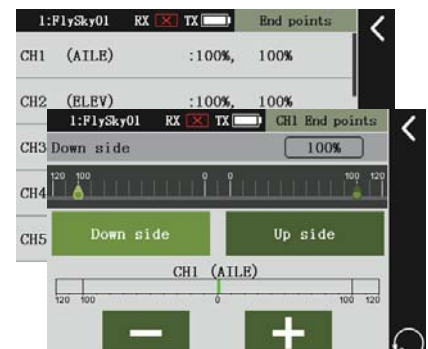 1:FlySky01 RX TX End points
CH1 (AILE) :100%, 100%
CH2 (ELEV) :100%, 100%
CH3
CH4
CH5
1:FlySky01 RX TX CH1 End points
Down side 100%
120 100 0 0 100 120
Down side Up side
CH1 (AILE)
120 100 0 100 120